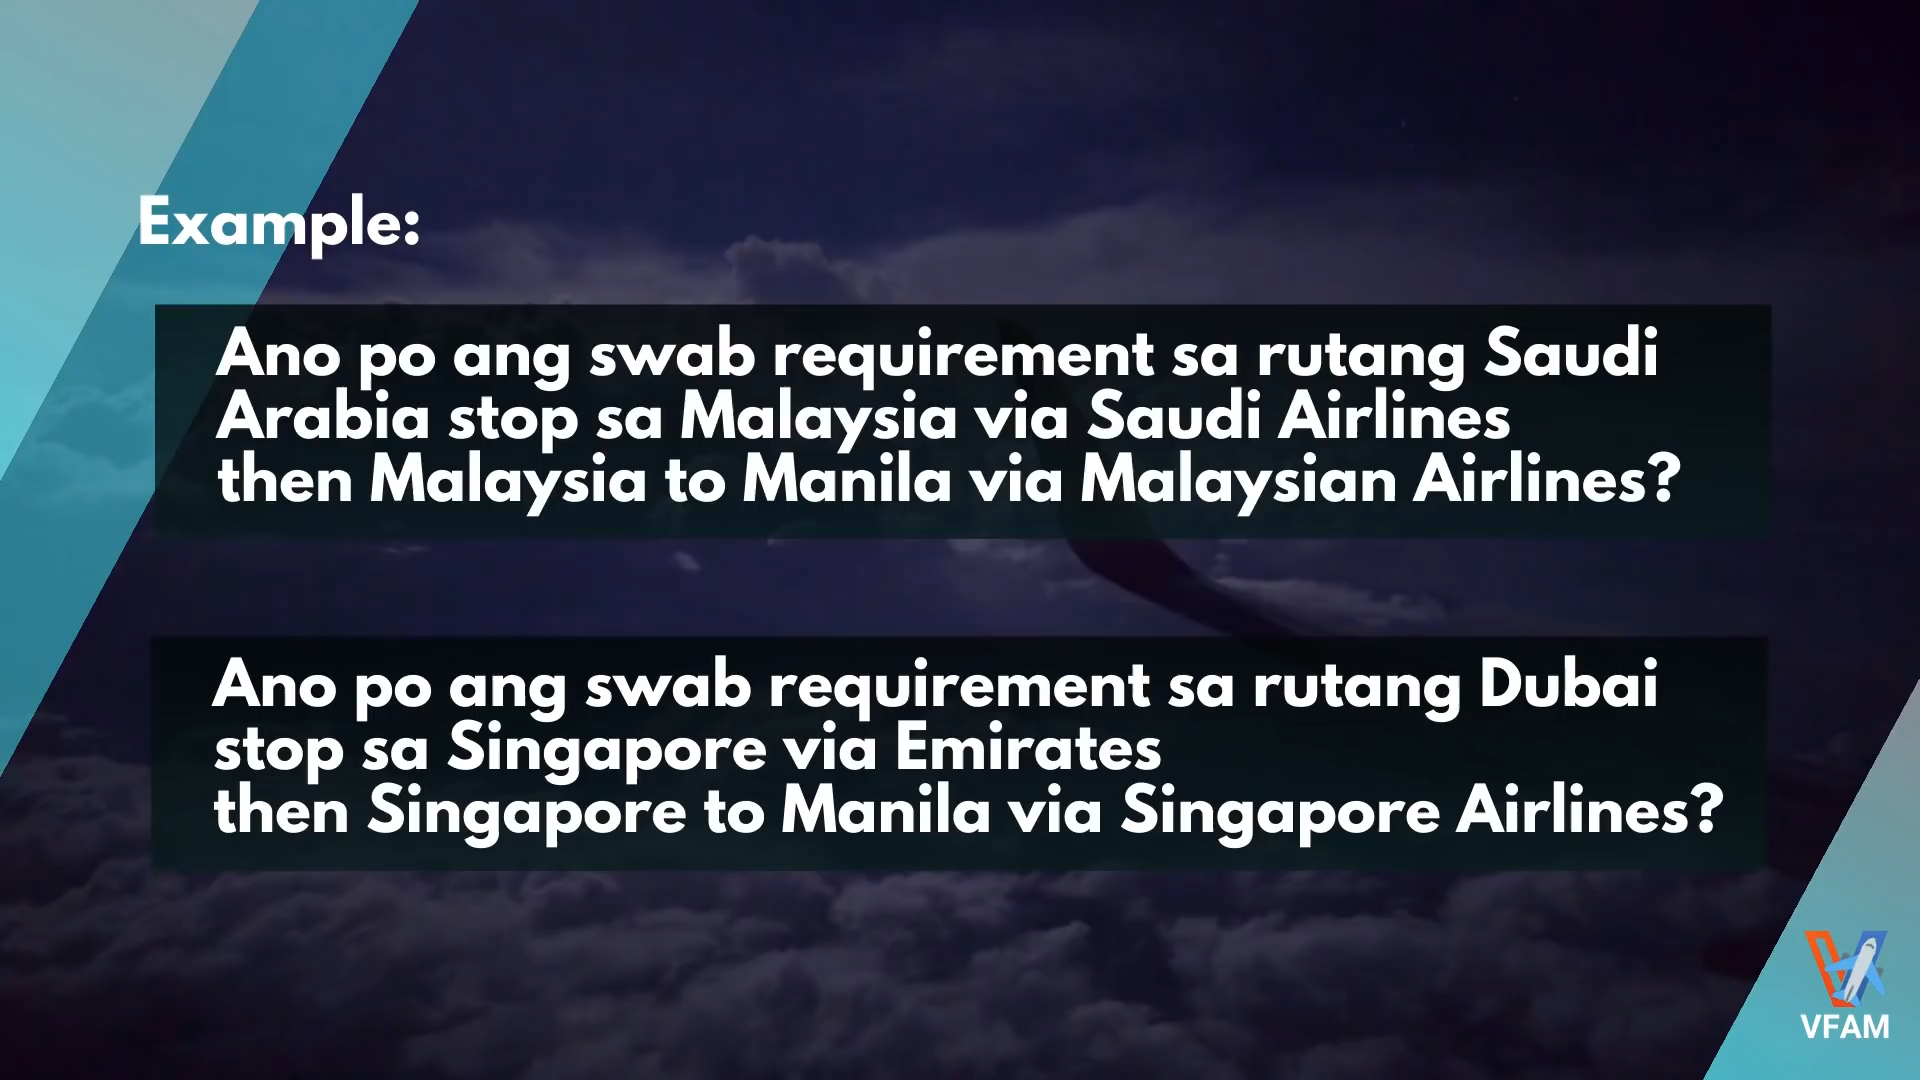 Example:
Ano po ang swab requirement sa rutang Saudi
Arabia stop sa Malaysia via Saudi Airlines
then Malaysia to Manila via Malaysian Airlines?
Ano po ang swab requirement sa rutang Dubai
stop sa Singapore via Emirates
then Singapore to Manila via Singapore Airlines?
VFAM